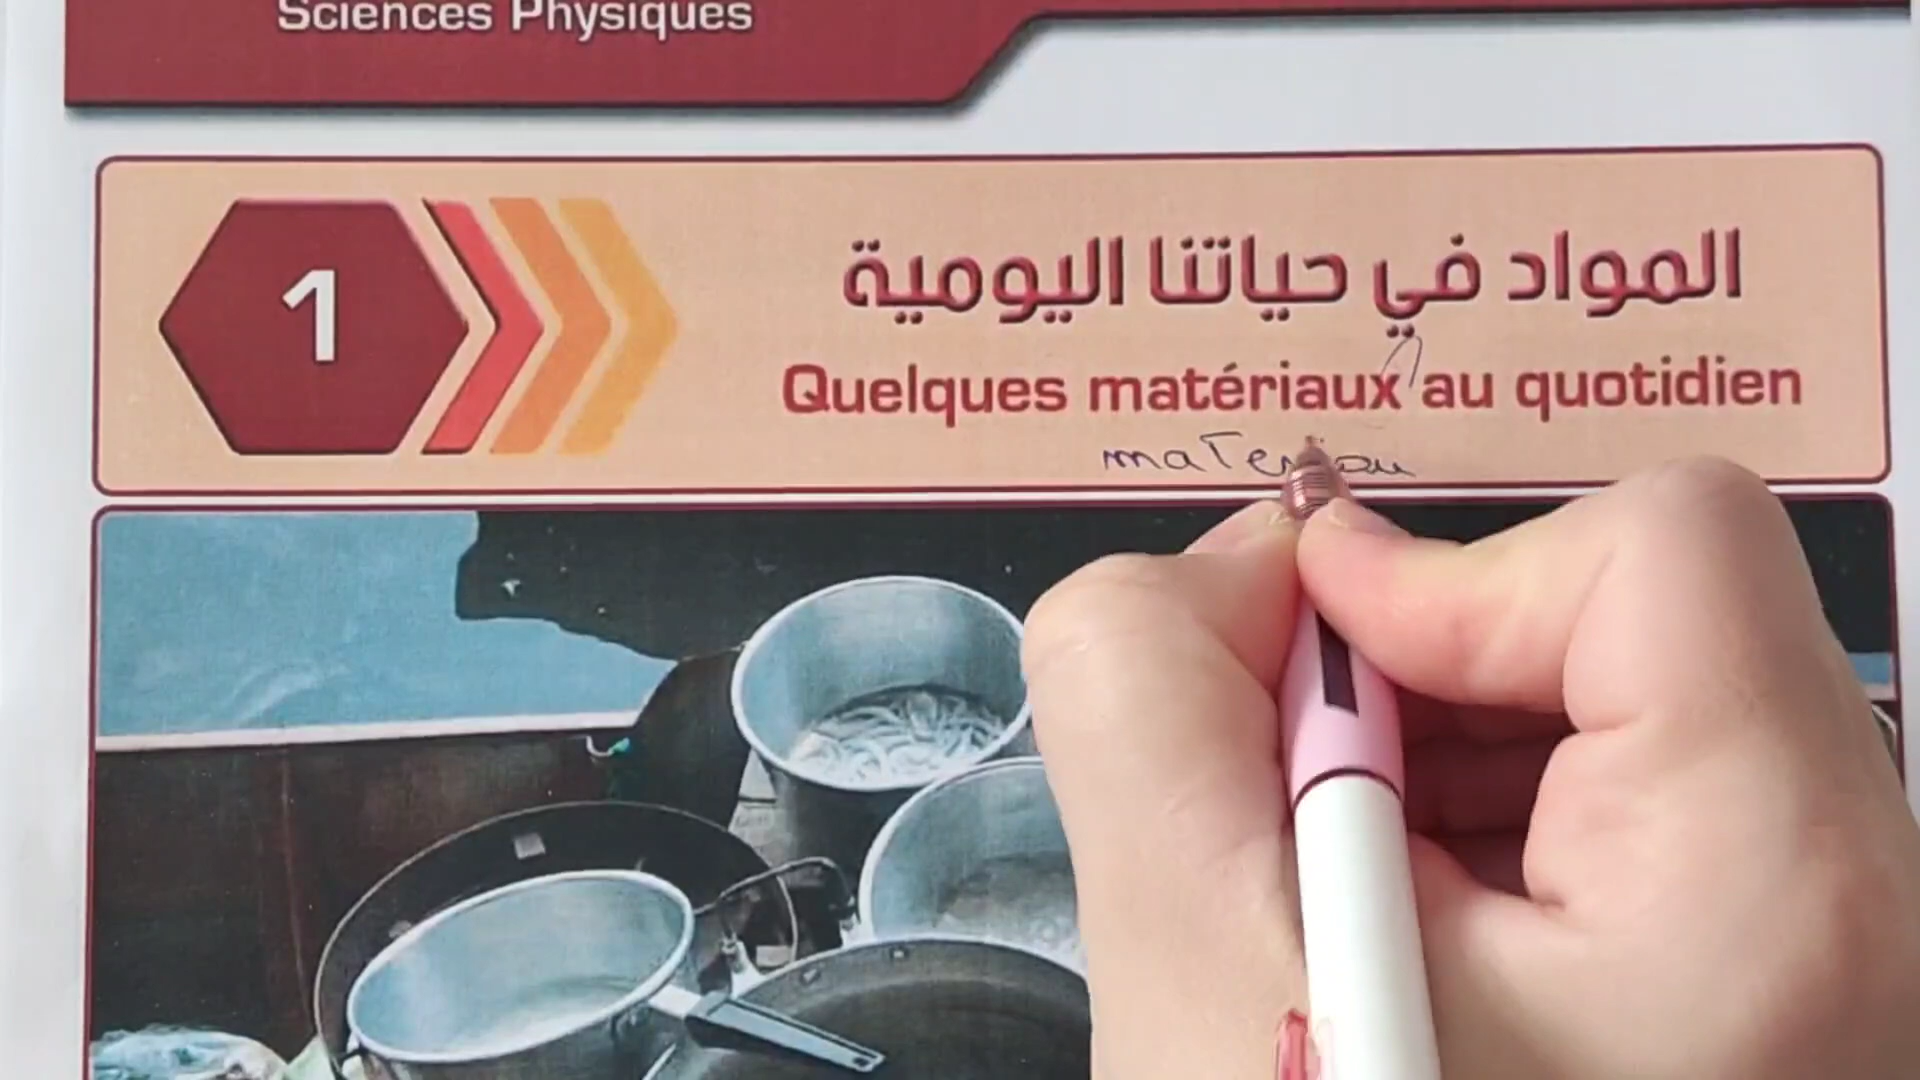 Sciences Physiques
1
المواد في حياتنا اليومية
Quelques matériaux au quotidien